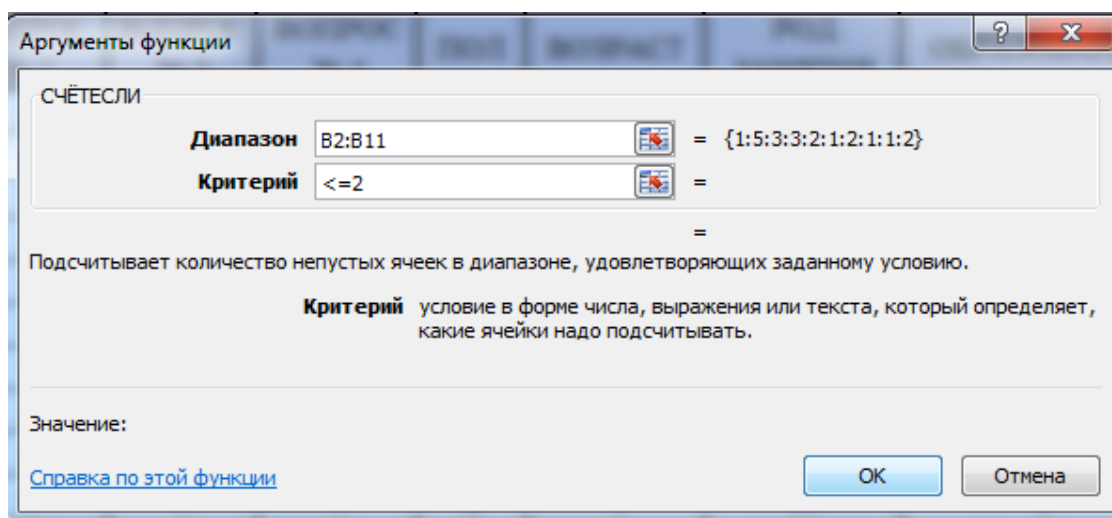 Аргументы функции
СЧЁТЕСЛИ
Диапазон B2:B11 = {1:5:3:3:2:1:2:1:1:2}
Критерий <=2 =
=
Подсчитывает количество непустых ячеек в диапазоне, удовлетворяющих заданному условию.
Критерий условие в форме числа, выражения или текста, который определяет,
какие ячейки надо подсчитывать.
Значение:
Справка по этой функции
ОК
Отмена